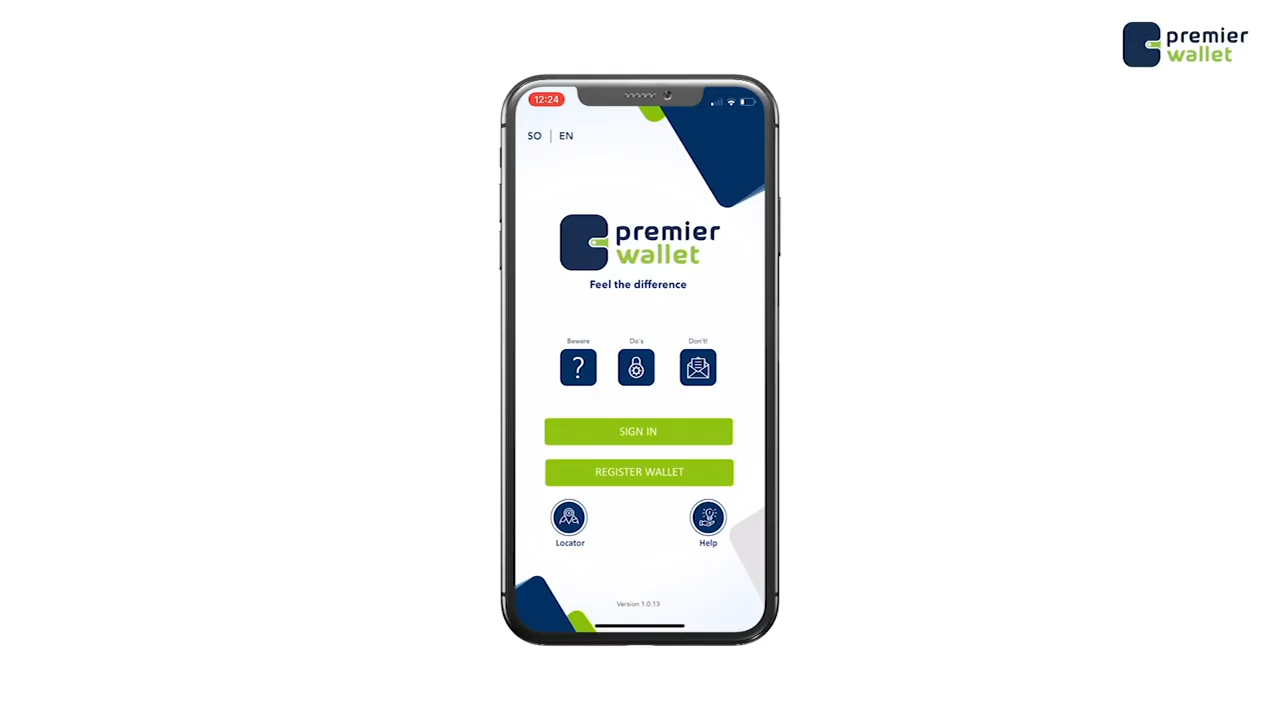 premier
wallet
12:24
SO | EN
premier
wallet
Feel the difference
Beware
Do's
Don't!
SIGN IN
REGISTER WALLET
Locator
Help
Version 1.0.13